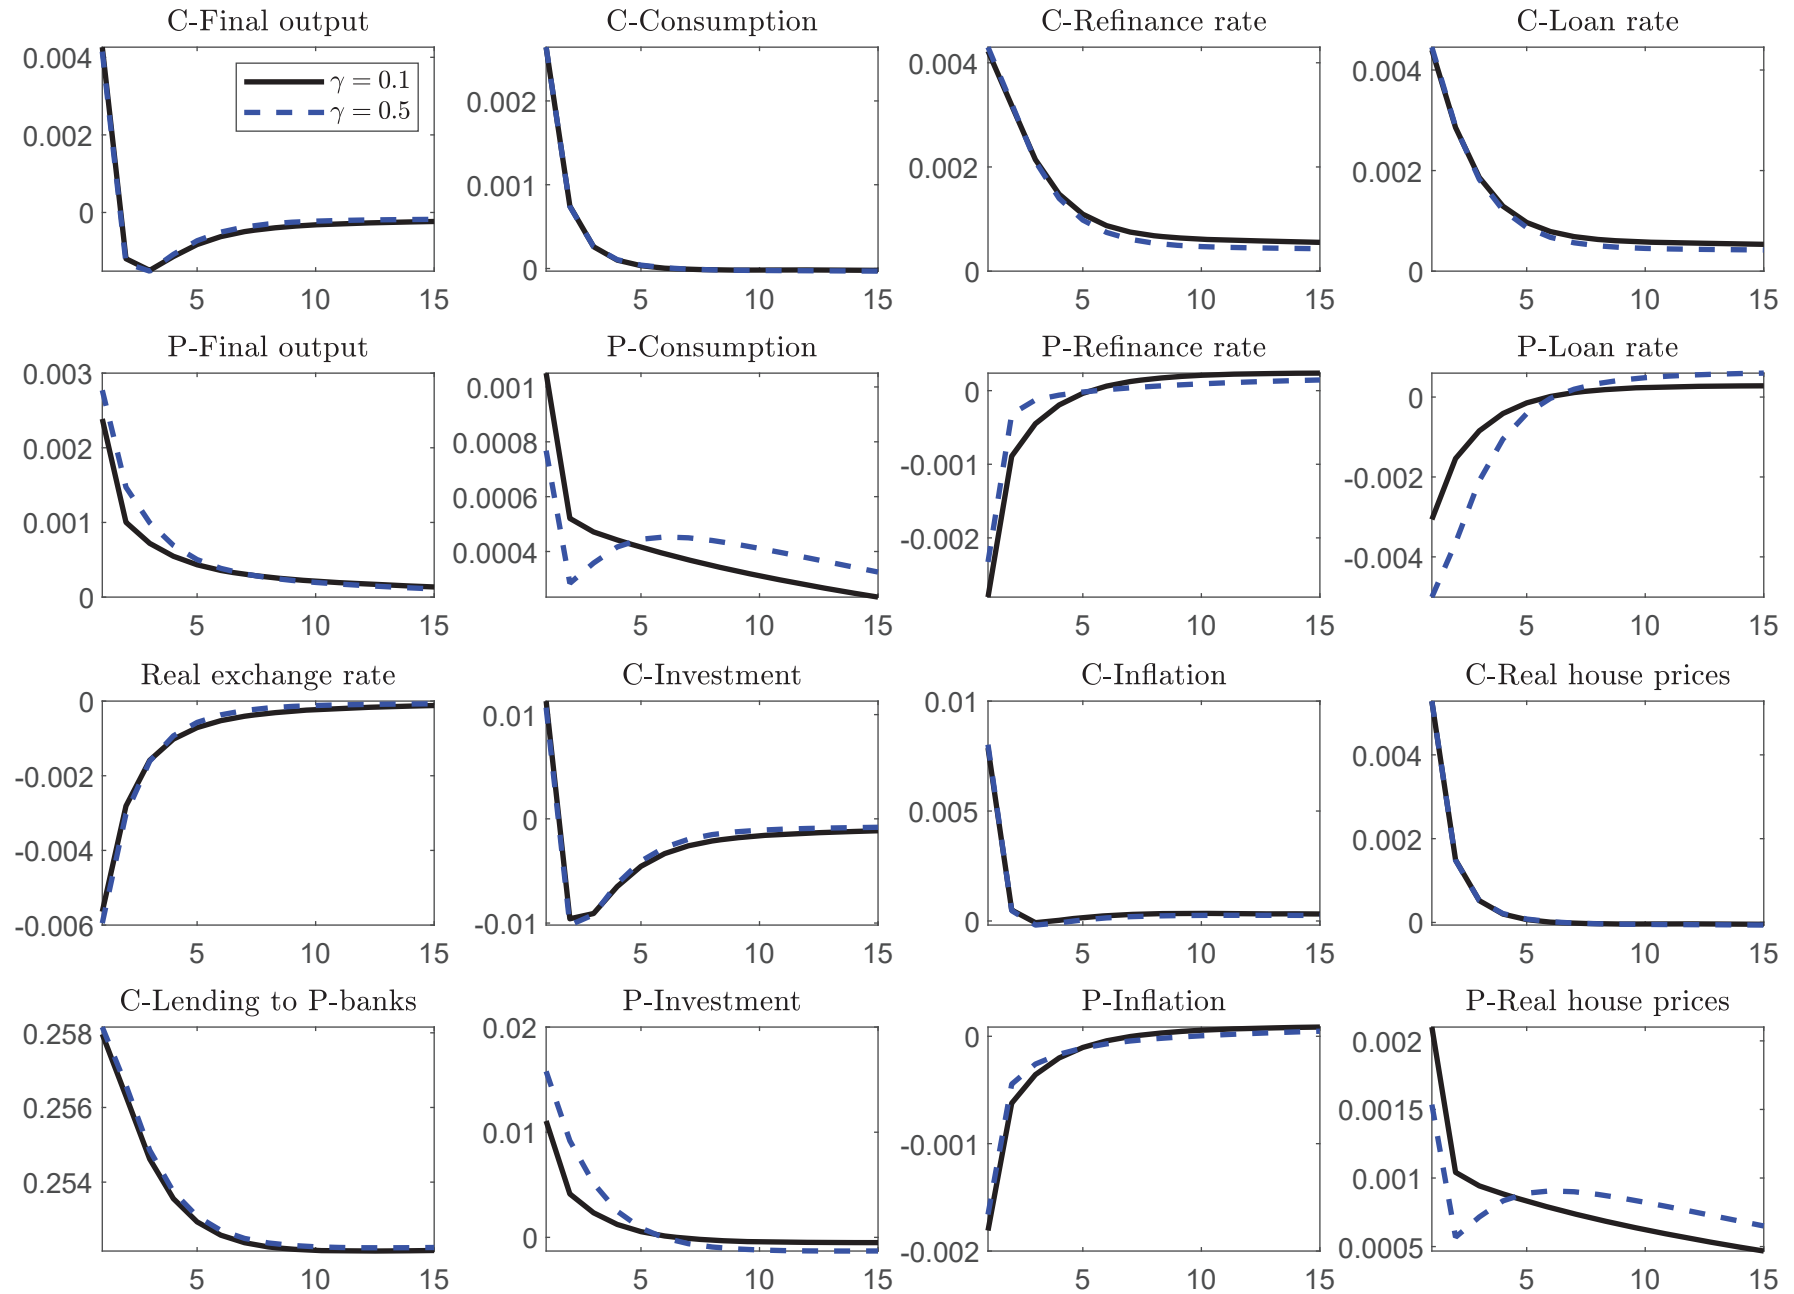 C-Final output
0.004
0.002
0
5 10 15
γ = 0.1
γ = 0.5
C-Consumption
0.002
0.001
0
5 10 15
C-Refinance rate
0.004
0.002
0
5 10 15
C-Loan rate
0.004
0.002
0
5 10 15
P-Final output
0.003
0.002
0.001
0
5 10 15
P-Consumption
0.001
0.0008
0.0006
0.0004
5 10 15
P-Refinance rate
0
-0.001
-0.002
5 10 15
P-Loan rate
0
-0.002
-0.004
5 10 15
Real exchange rate
0
-0.002
-0.004
-0.006
5 10 15
C-Investment
0.01
0
-0.01
5 10 15
C-Inflation
0.01
0.005
0
5 10 15
C-Real house prices
0.004
0.002
0
5 10 15
C-Lending to P-banks
0.258
0.256
0.254
5 10 15
P-Investment
0.02
0.01
0
5 10 15
P-Inflation
0
-0.001
-0.002
5 10 15
P-Real house prices
0.002
0.0015
0.001
0.0005
5 10 15